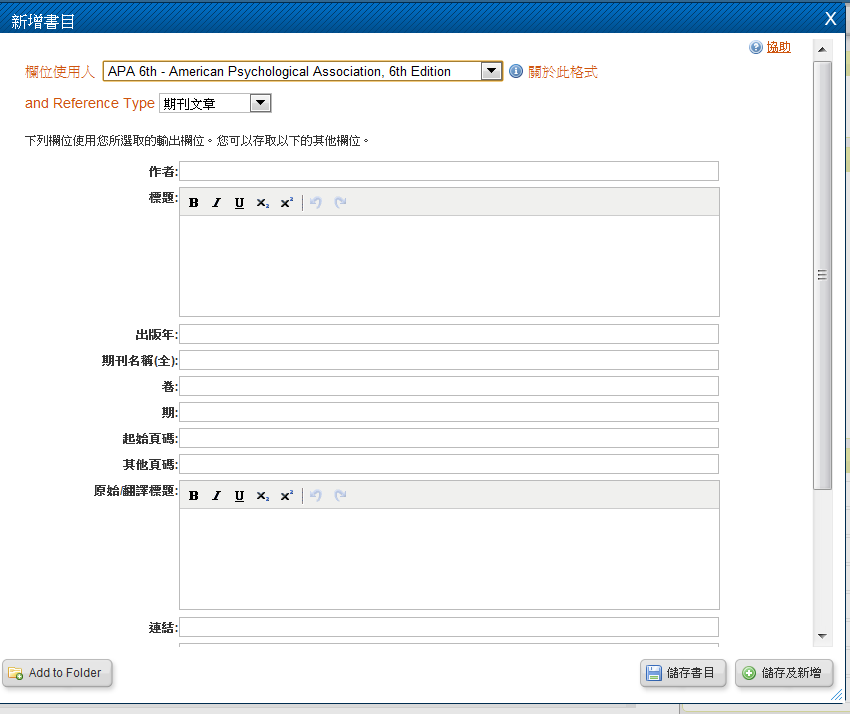 新增書目
X
協助
欄位使用人 APA 6th - American Psychological Association, 6th Edition 關於此格式
and Reference Type 期刊文章
下列欄位使用您所選取的輸出欄位。您可以存取以下的其他欄位。
作者:
標題:
B I U x₂ x²
出版年:
期刊名稱(全):
卷:
期:
起始頁碼:
其他頁碼:
原始/翻譯標題:
B I U x₂ x²
連結:
Add to Folder 儲存書目 儲存及新增